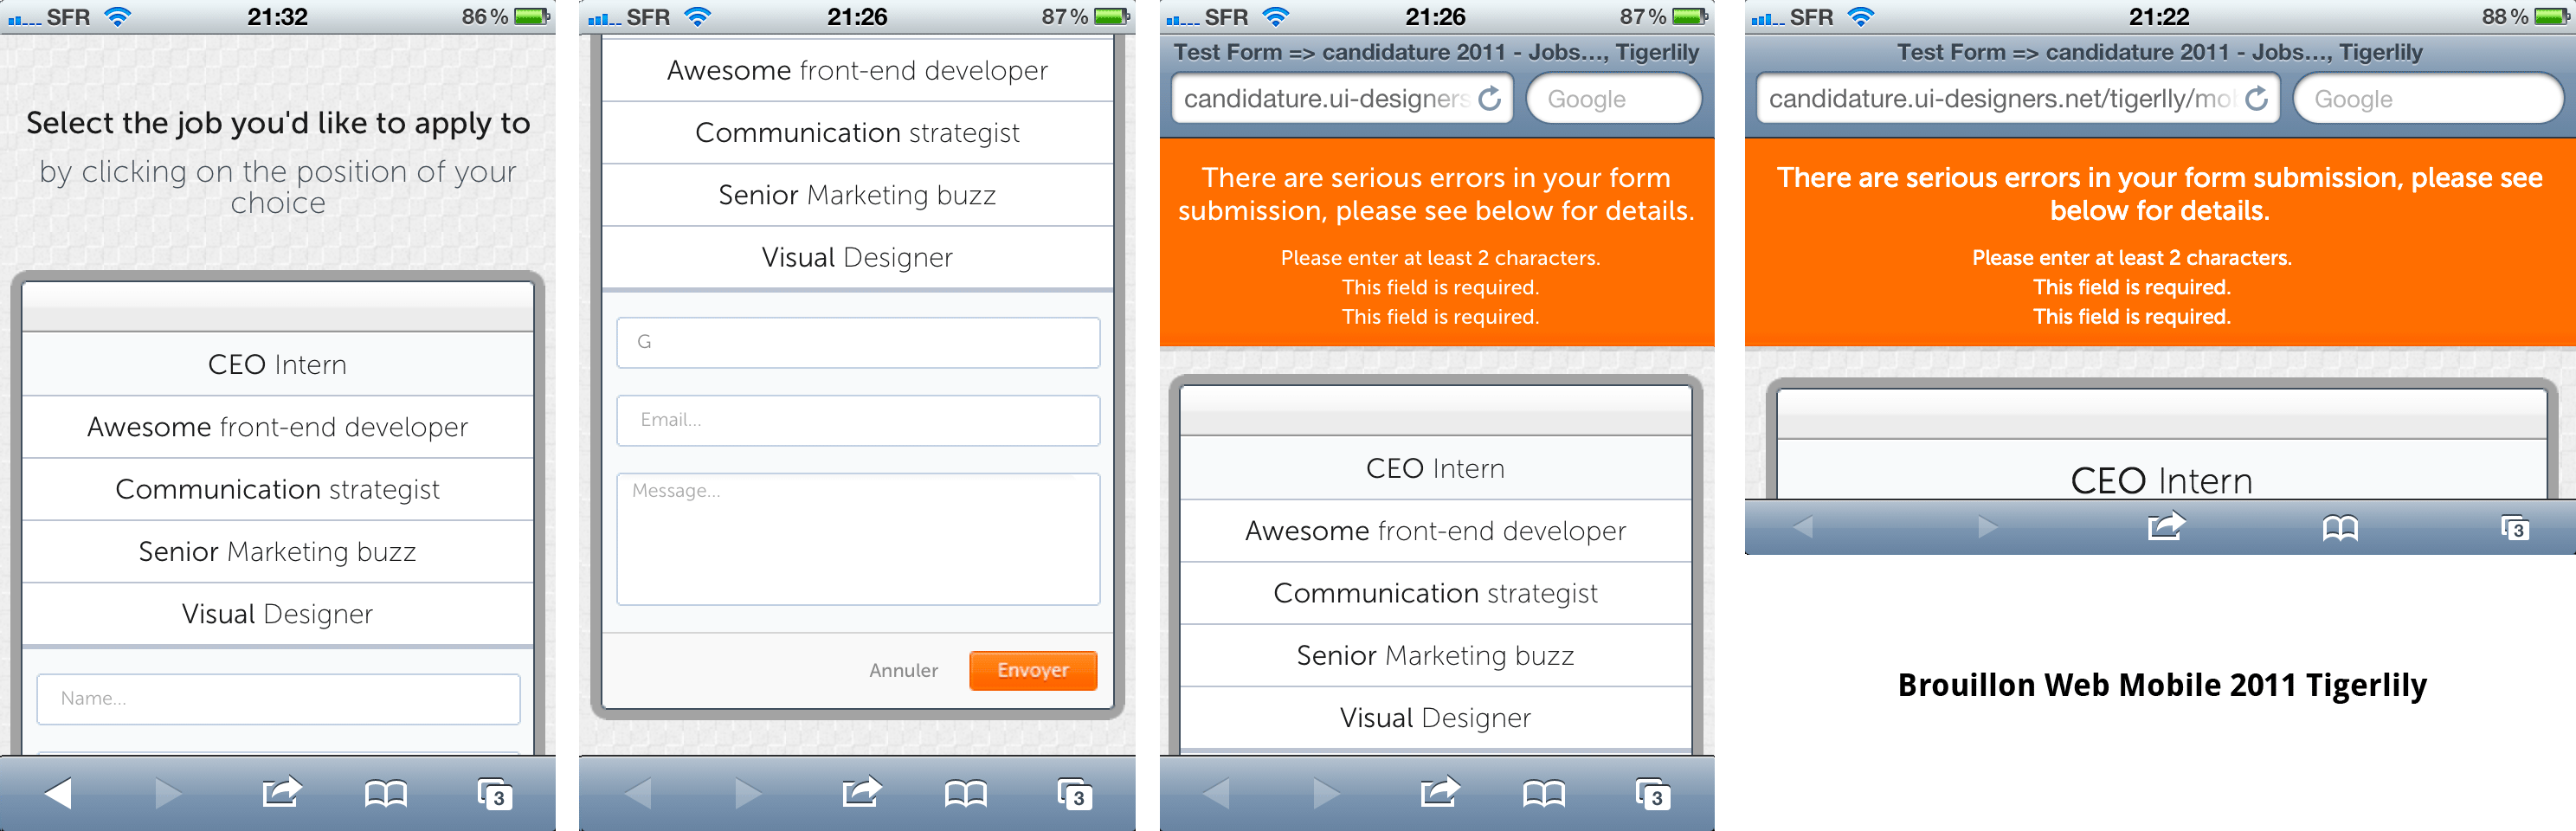 SFR 21:32 86%
Select the job you'd like to apply to
by clicking on the position of your
choice
CEO Intern
Awesome front-end developer
Communication strategist
Senior Marketing buzz
Visual Designer
Name...
3
SFR 21:26 87%
Awesome front-end developer
Communication strategist
Senior Marketing buzz
Visual Designer
G
Email...
Message...
Annuler Envoyer
3
SFR 21:26 87%
Test Form => candidature 2011 - Jobs..., Tigerlily
candidature.ui-designers Google
There are serious errors in your form
submission, please see below for details.
Please enter at least 2 characters.
This field is required.
This field is required.
CEO Intern
Awesome front-end developer
Communication strategist
Senior Marketing buzz
Visual Designer
3
SFR 21:22 88%
Test Form => candidature 2011 - Jobs..., Tigerlily
candidature.ui-designers.net/tigerlly/mo Google
There are serious errors in your form submission, please see
below for details.
Please enter at least 2 characters.
This field is required.
This field is required.
CEO Intern
3
Brouillon Web Mobile 2011 Tigerlily